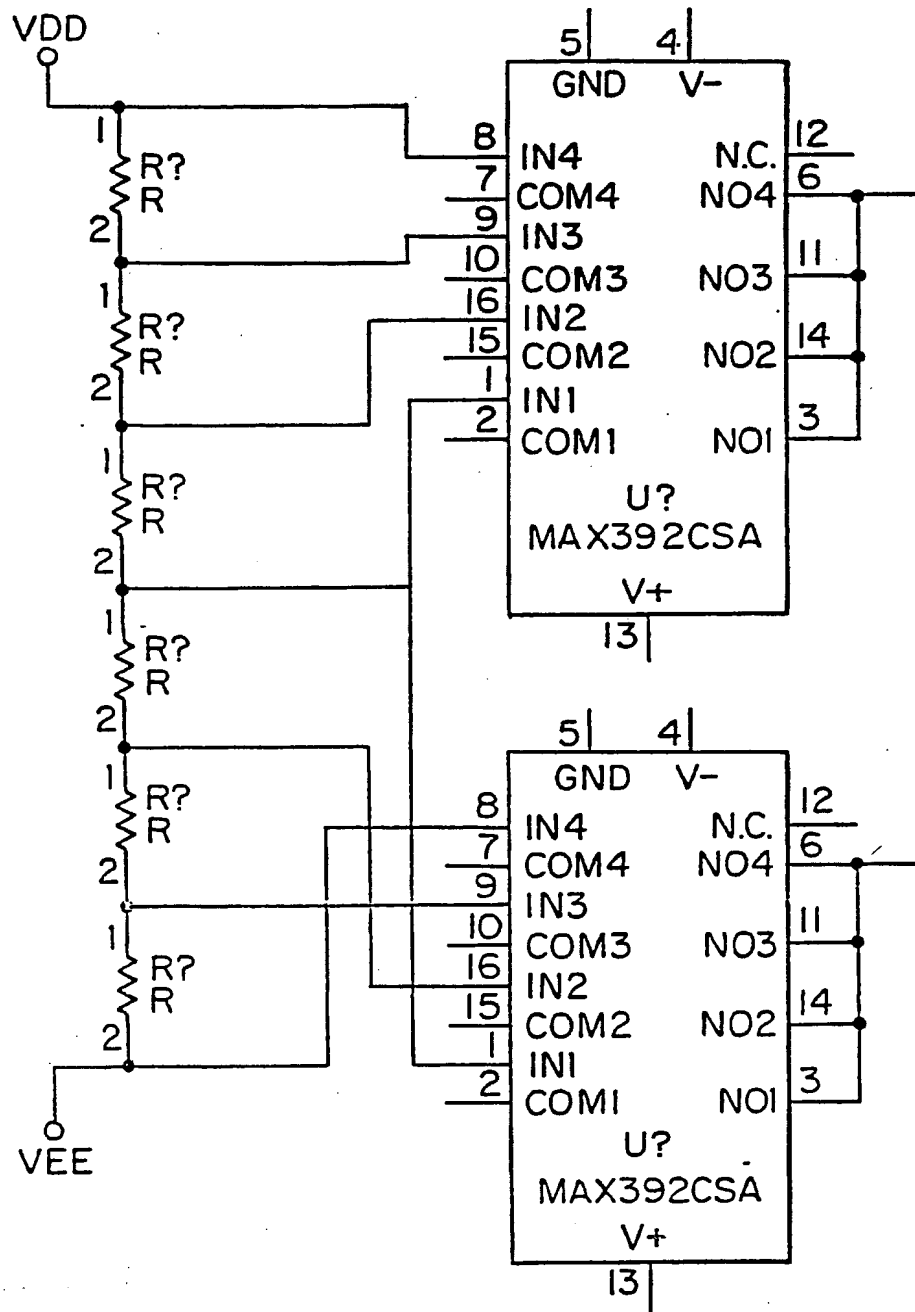 VDD
1
R?
R
2
1
R?
R
2
1
R?
R
2
1
R?
R
2
1
R?
R
2
1
R?
R
2
VEE
5 4
GND V-
8 IN4 N.C. 12
7 COM4 NO4 6
9 IN3
10 COM3 NO3 11
16 IN2
15 COM2 NO2 14
1 IN1
2 COM1 NO1 3
U?
MAX392CSA
V+
13
5 4
GND V-
8 IN4 N.C. 12
7 COM4 NO4 6
9 IN3
10 COM3 NO3 11
16 IN2
15 COM2 NO2 14
1 IN1
2 COM1 NO1 3
U?
MAX392CSA
V+
13